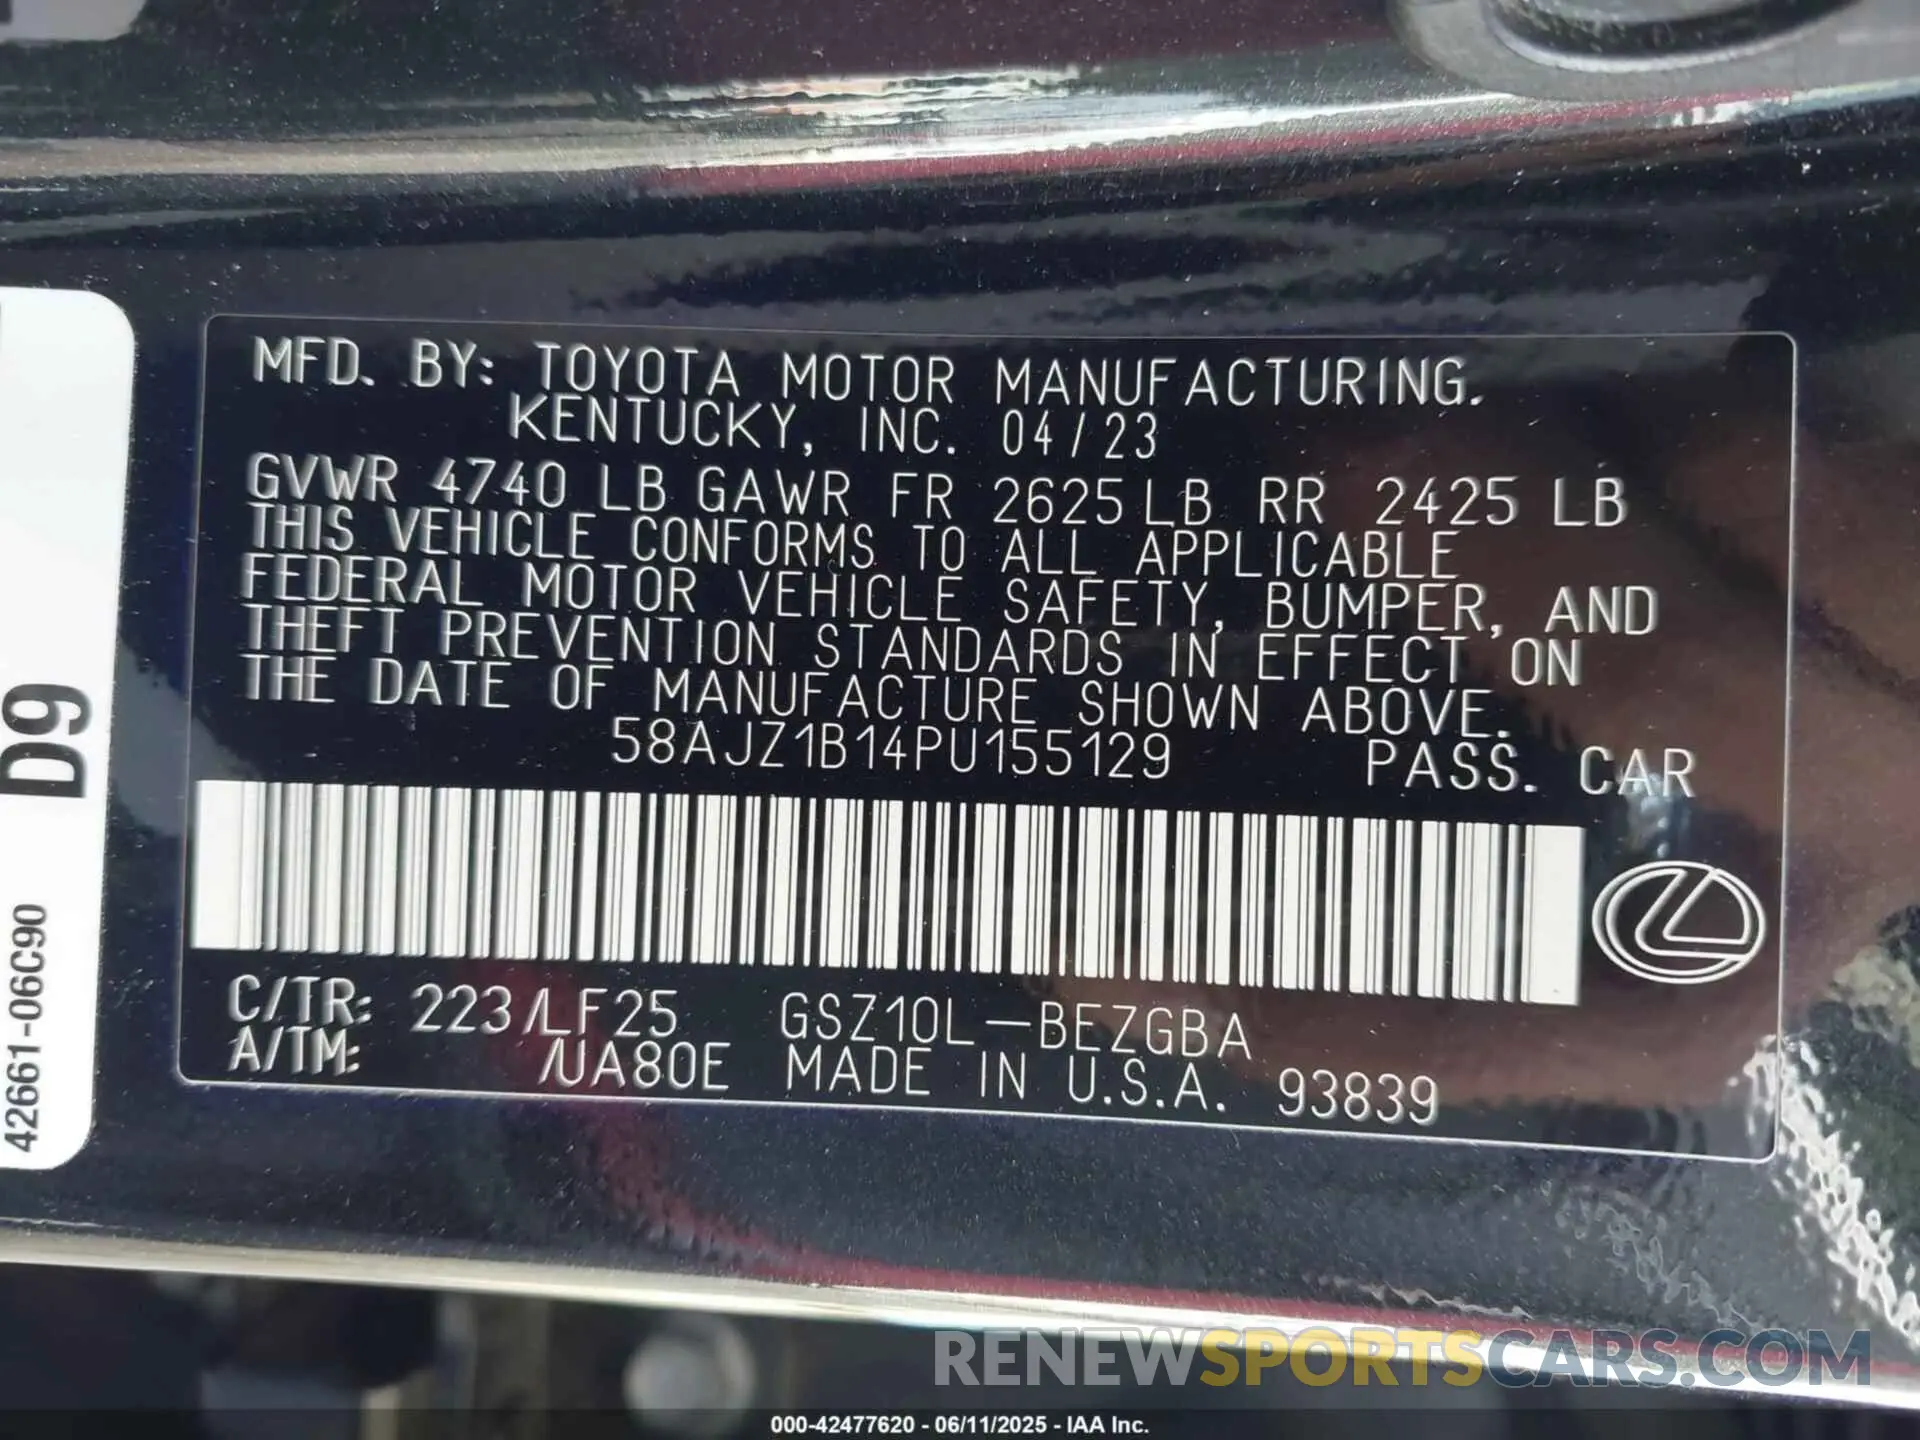 MFD. BY: TOYOTA MOTOR MANUFACTURING.
KENTUCKY, INC. 04/23
GVWR 4740 LB GAWR FR 2625 LB RR 2425 LB
THIS VEHICLE CONFORMS TO ALL APPLICABLE
FEDERAL MOTOR VEHICLE SAFETY, BUMPER, AND
THEFT PREVENTION STANDARDS IN EFFECT ON
THE DATE OF MANUFACTURE SHOWN ABOVE.
58AJZ1B14PU155129 PASS. CAR
C/TR: 223/LF25 GSZ10L-BEZGBA
A/TM: /UA80E MADE IN U.S.A. 93839
D9
42661-06C90
RENEWSPORTSCARS.COM
000-42477620 - 06/11/2025 - IAA Inc.